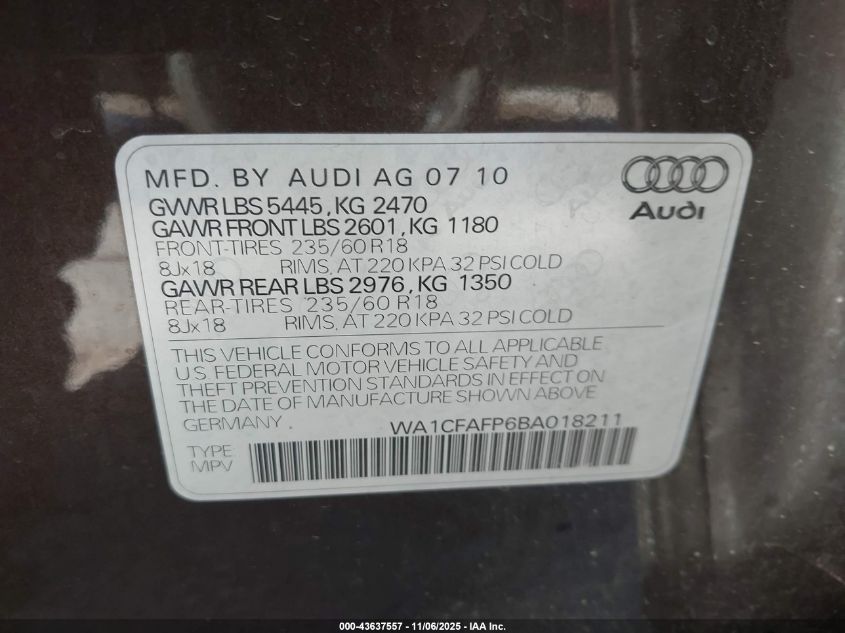 MFD. BY AUDI AG 07 10
GVWR LBS 5445, KG 2470
GAWR FRONT LBS 2601, KG 1180
FRONT-TIRES 235/60 R18
8Jx18 RIMS, AT 220 KPA 32 PSI COLD
GAWR REAR LBS 2976, KG 1350
REAR-TIRES 235/60 R18
8Jx18 RIMS, AT 220 KPA 32 PSI COLD
Audi
THIS VEHICLE CONFORMS TO ALL APPLICABLE
U.S. FEDERAL MOTOR VEHICLE SAFETY AND
THEFT PREVENTION STANDARDS IN EFFECT ON
THE DATE OF MANUFACTURE SHOWN ABOVE
GERMANY WA1CFAFP6BA018211
TYPE:
MPV
000-43637557 - 11/06/2025 - IAA Inc.